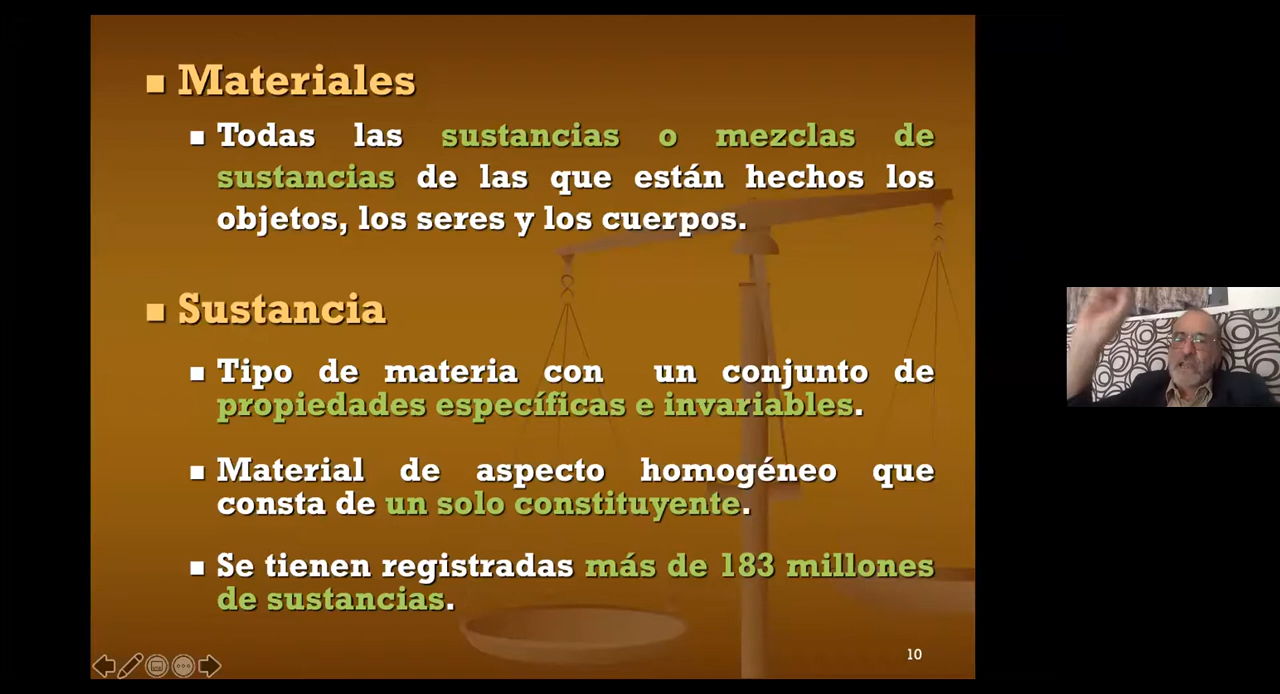 Materiales
Todas las sustancias o mezclas de
sustancias de las que están hechos los
objetos, los seres y los cuerpos.
Sustancia
Tipo de materia con un conjunto de
propiedades específicas e invariables.
Material de aspecto homogéneo que
consta de un solo constituyente.
Se tienen registradas más de 183 millones
de sustancias.
10